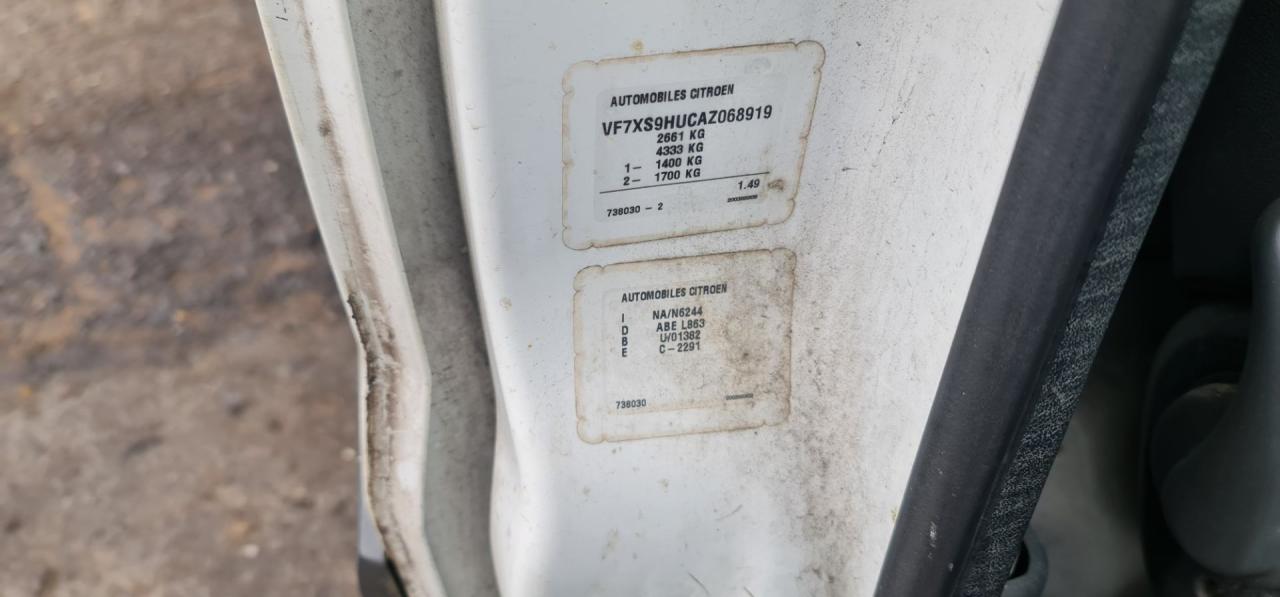 AUTOMOBILES CITROEN
VF7XS9HUCAZ068919
2661 KG
4333 KG
1- 1400 KG
2- 1700 KG
1.49
738030 - 2
AUTOMOBILES CITROEN
I NA/N6244
D ABE L863
B U/01382
E C-2291
738030